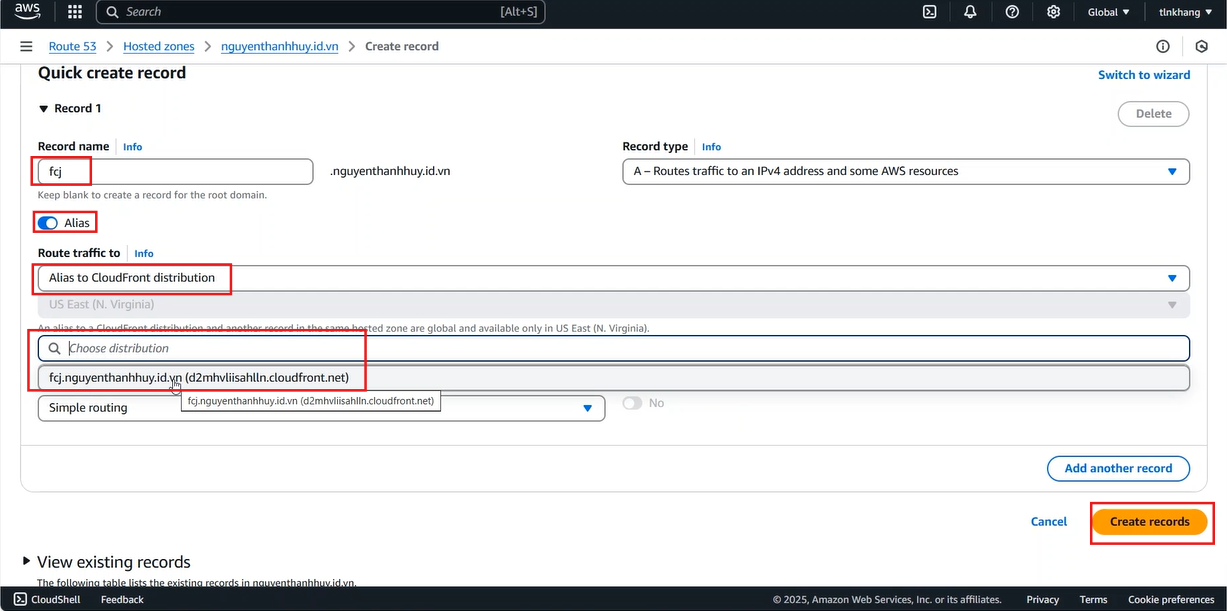 aws Search [Alt+S] Global ▼ tlnkhang ▼
Route 53 > Hosted zones > nguyenthanhhuy.id.vn > Create record
Quick create record Switch to wizard
▼ Record 1 Delete
Record name Info Record type Info
fcj .nguyenthanhhuy.id.vn A – Routes traffic to an IPv4 address and some AWS resources
Keep blank to create a record for the root domain.
Alias
Route traffic to Info
Alias to CloudFront distribution
US East (N. Virginia)
An alias to a CloudFront distribution and another record in the same hosted zone are global and available only in US East (N. Virginia).
Choose distribution
fcj.nguyenthanhhuy.id.vn (d2mhvliisahlln.cloudfront.net)
fcj.nguyenthanhhuy.id.vn (d2mhvliisahlln.cloudfront.net)
Simple routing No
Add another record
Cancel Create records
View existing records
The following table lists the existing records in nguyenthanhhuy.id.vn.
CloudShell Feedback © 2025, Amazon Web Services, Inc. or its affiliates. Privacy Terms Cookie preferences